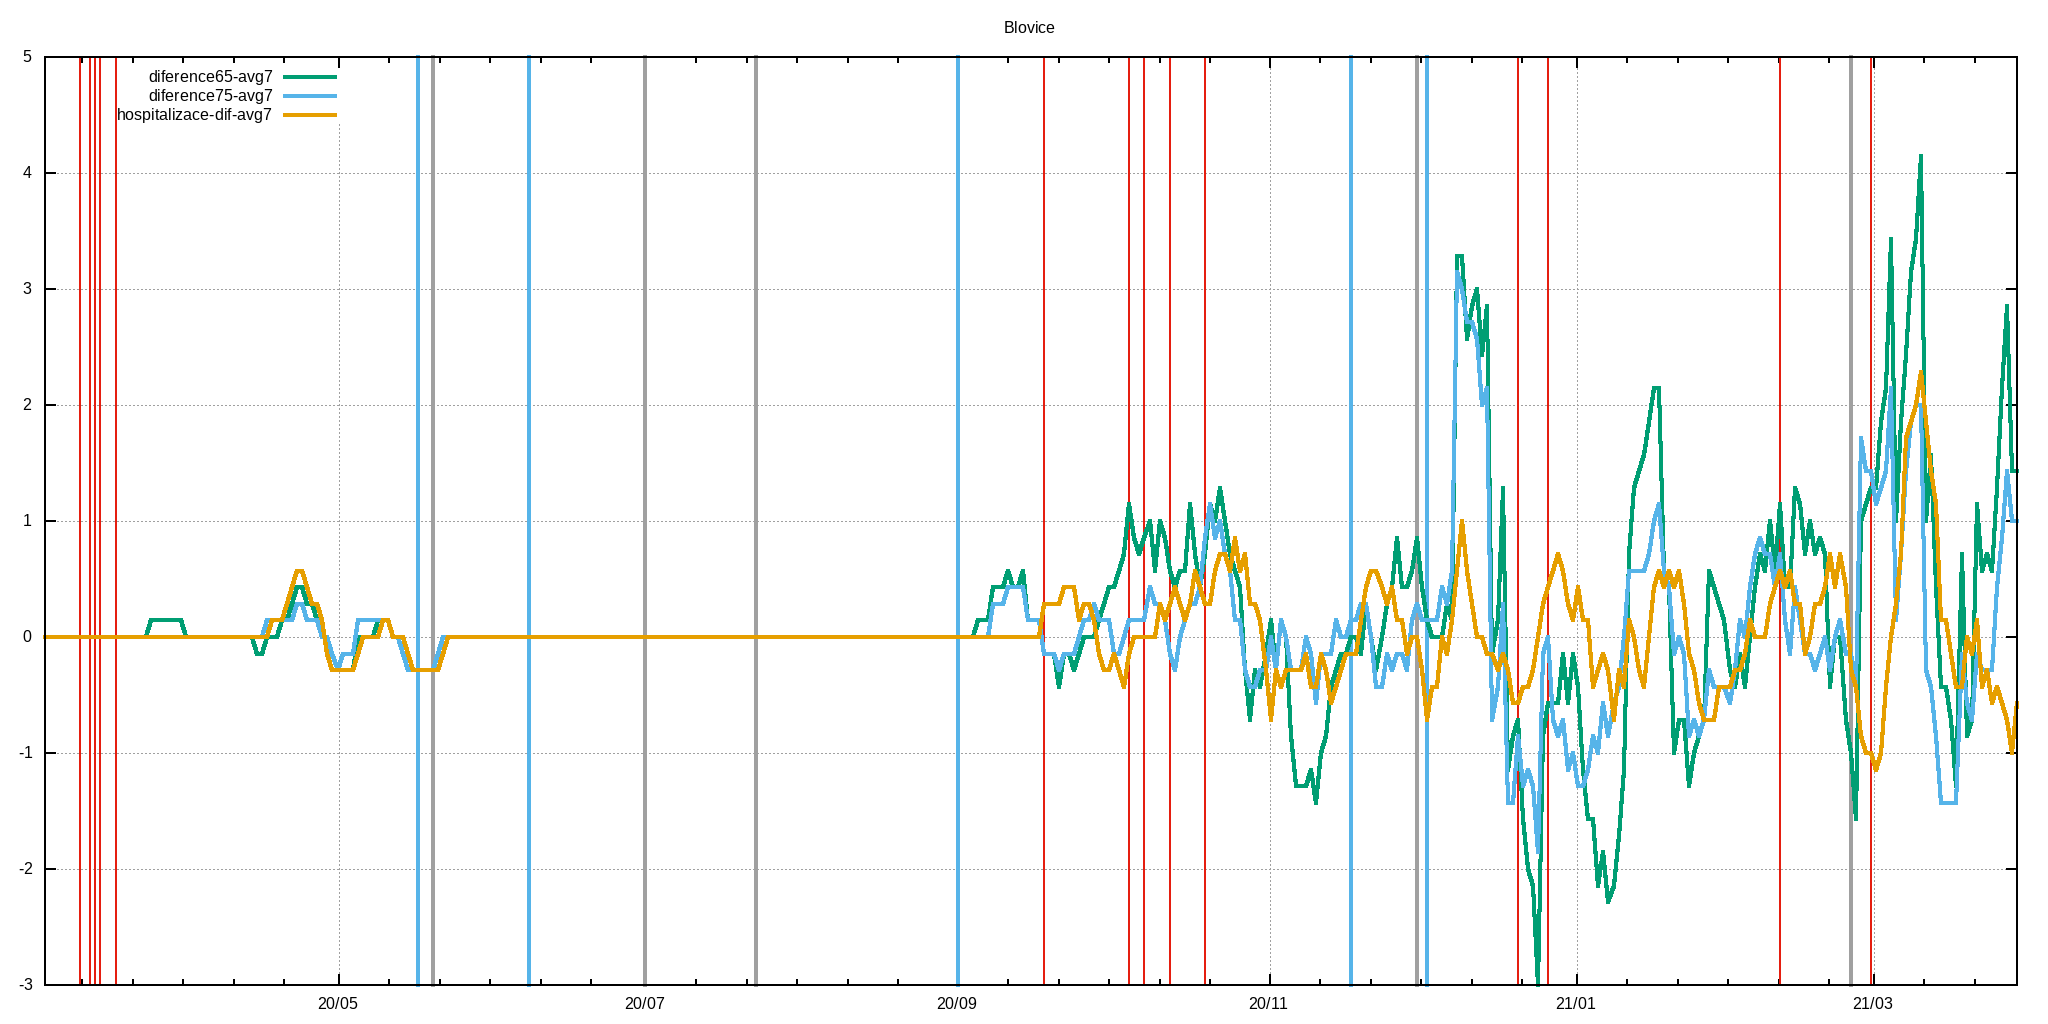 Blovice
5
diference65-avg7
diference75-avg7
hospitalizace-dif-avg7
4
3
2
1
0
-1
-2
-3
20/05 20/07 20/09 20/11 21/01 21/03